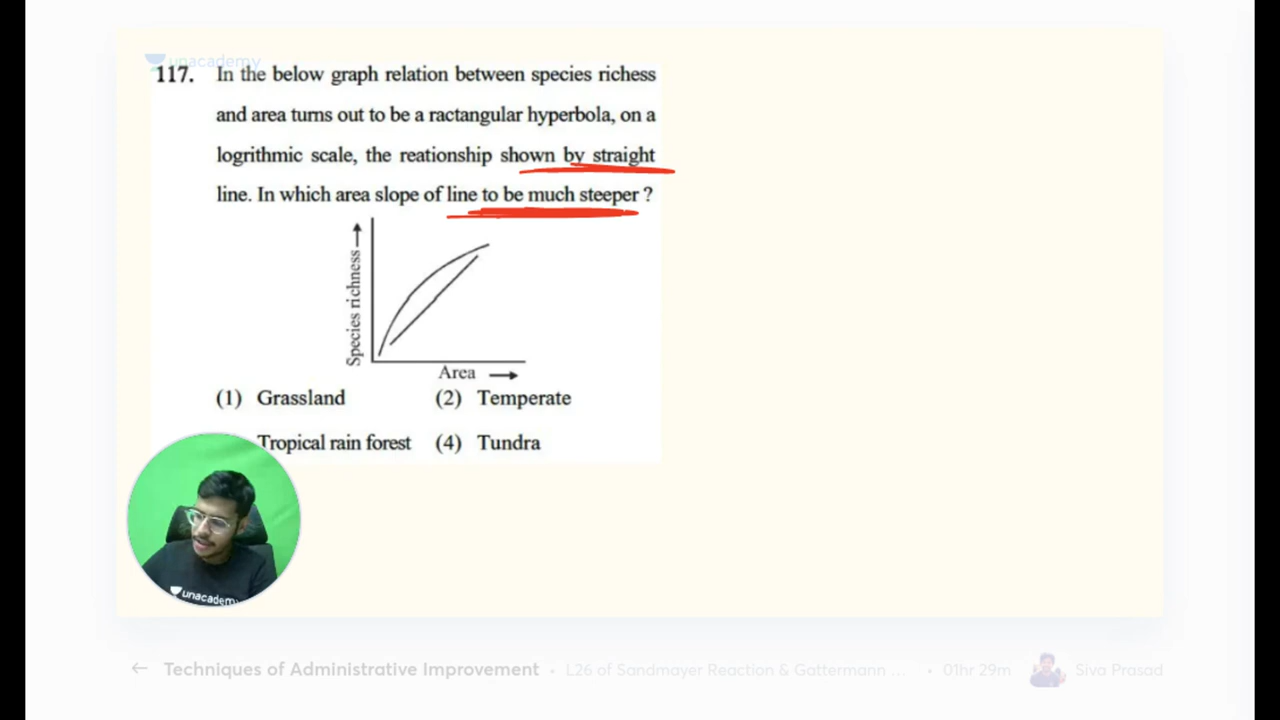 unacademy
117. In the below graph relation between species richess
and area turns out to be a ractangular hyperbola, on a
logrithmic scale, the reationship shown by straight
line. In which area slope of line to be much steeper ?
Species richness
Area
(1) Grassland (2) Temperate
Tropical rain forest (4) Tundra
unacademy
Techniques of Administrative Improvement • L26 of Sandmayer Reaction & Gattermann ... • 01hr 29m Siva Prasad